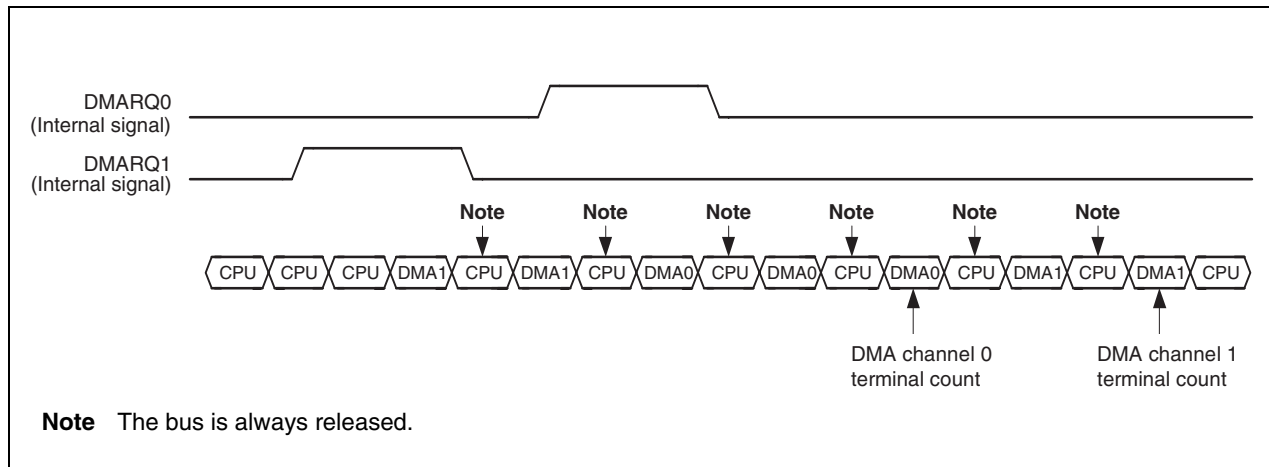 DMARQ0
(Internal signal)
DMARQ1
(Internal signal)
Note Note Note Note Note Note
CPU CPU CPU DMA1 CPU DMA1 CPU DMA0 CPU DMA0 CPU DMA0 CPU DMA1 CPU DMA1 CPU
DMA channel 0
terminal count
DMA channel 1
terminal count
Note The bus is always released.